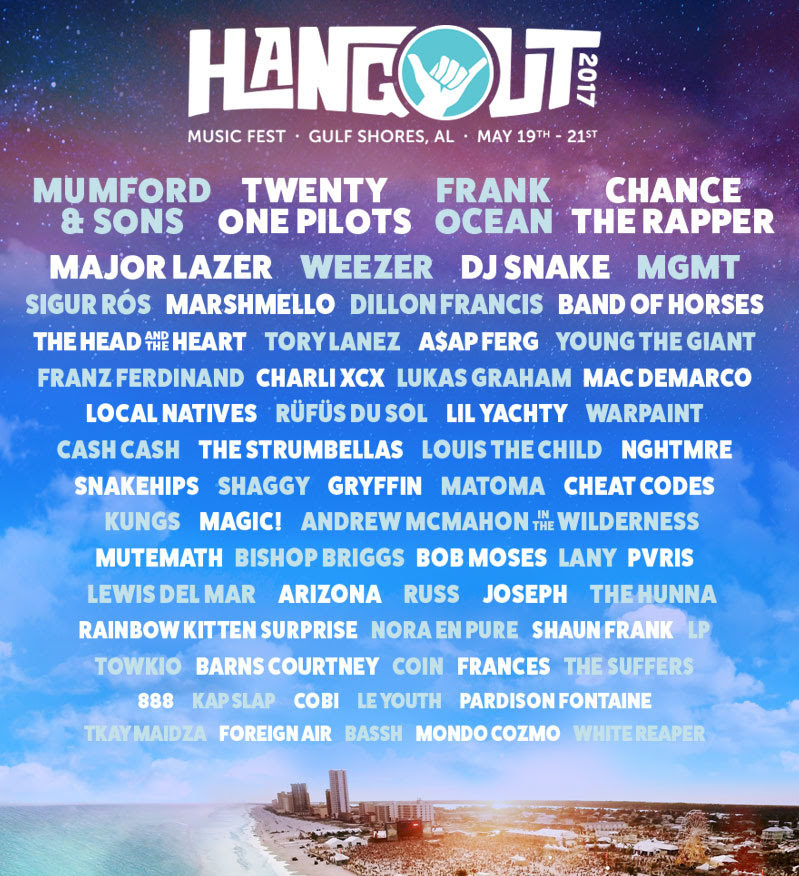 HANGOUT 2017
MUSIC FEST · GULF SHORES, AL · MAY 19TH - 21ST
MUMFORD & SONS TWENTY ONE PILOTS FRANK OCEAN CHANCE THE RAPPER
MAJOR LAZER WEEZER DJ SNAKE MGMT
SIGUR RÓS MARSHMELLO DILLON FRANCIS BAND OF HORSES
THE HEAD AND THE HEART TORY LANEZ A$AP FERG YOUNG THE GIANT
FRANZ FERDINAND CHARLI XCX LUKAS GRAHAM MAC DEMARCO
LOCAL NATIVES RÜFÜS DU SOL LIL YACHTY WARPAINT
CASH CASH THE STRUMBELLAS LOUIS THE CHILD NGHTMRE
SNAKEHIPS SHAGGY GRYFFIN MATOMA CHEAT CODES
KUNGS MAGIC! ANDREW MCMAHON IN THE WILDERNESS
MUTEMATH BISHOP BRIGGS BOB MOSES LANY PVRIS
LEWIS DEL MAR ARIZONA RUSS JOSEPH THE HUNNA
RAINBOW KITTEN SURPRISE NORA EN PURE SHAUN FRANK LP
TOWKIO BARNS COURTNEY COIN FRANCES THE SUFFERS
888 KAP SLAP COBI LE YOUTH PARDISON FONTAINE
TKAY MAIDZA FOREIGN AIR BASSH MONDO COZMO WHITE REAPER